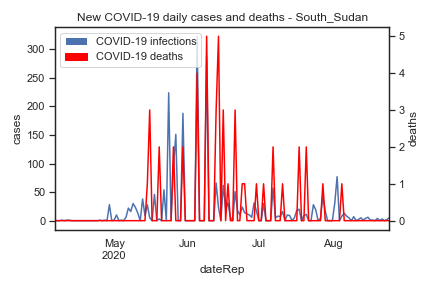 New COVID-19 daily cases and deaths - South_Sudan
COVID-19 infections
COVID-19 deaths
300
250
200
150
100
50
0
cases
5
4
3
2
1
0
deaths
May
2020
Jun
Jul
Aug
dateRep